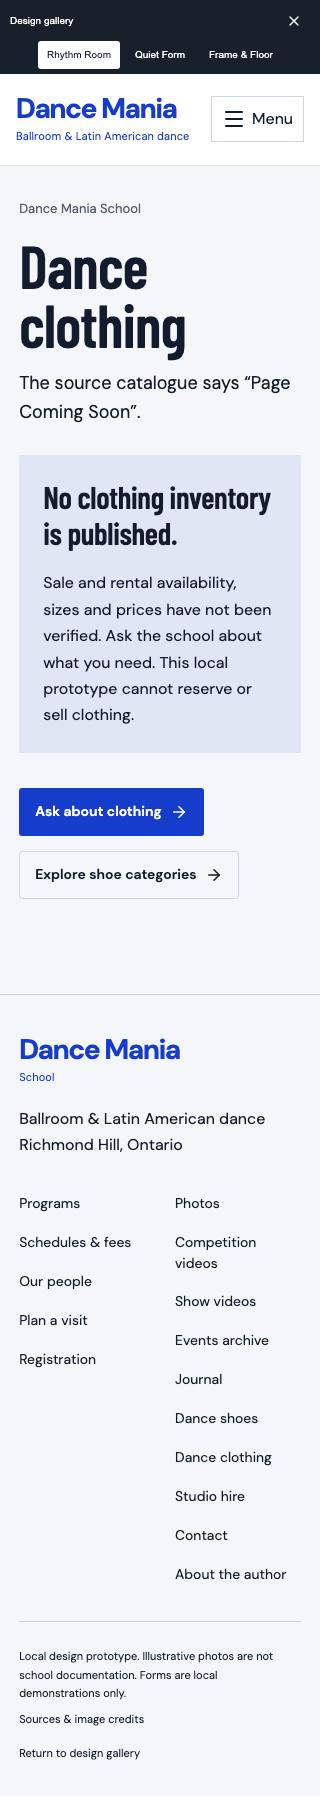 Design gallery
Rhythm Room
Quiet Form
Frame & Floor
Dance Mania
Ballroom & Latin American dance
Menu
Dance Mania School
Dance
clothing
The source catalogue says “Page
Coming Soon”.
No clothing inventory
is published.
Sale and rental availability,
sizes and prices have not been
verified. Ask the school about
what you need. This local
prototype cannot reserve or
sell clothing.
Ask about clothing
Explore shoe categories
Dance Mania
School
Ballroom & Latin American dance
Richmond Hill, Ontario
Programs
Schedules & fees
Our people
Plan a visit
Registration
Photos
Competition
videos
Show videos
Events archive
Journal
Dance shoes
Dance clothing
Studio hire
Contact
About the author
Local design prototype. Illustrative photos are not
school documentation. Forms are local
demonstrations only.
Sources & image credits
Return to design gallery